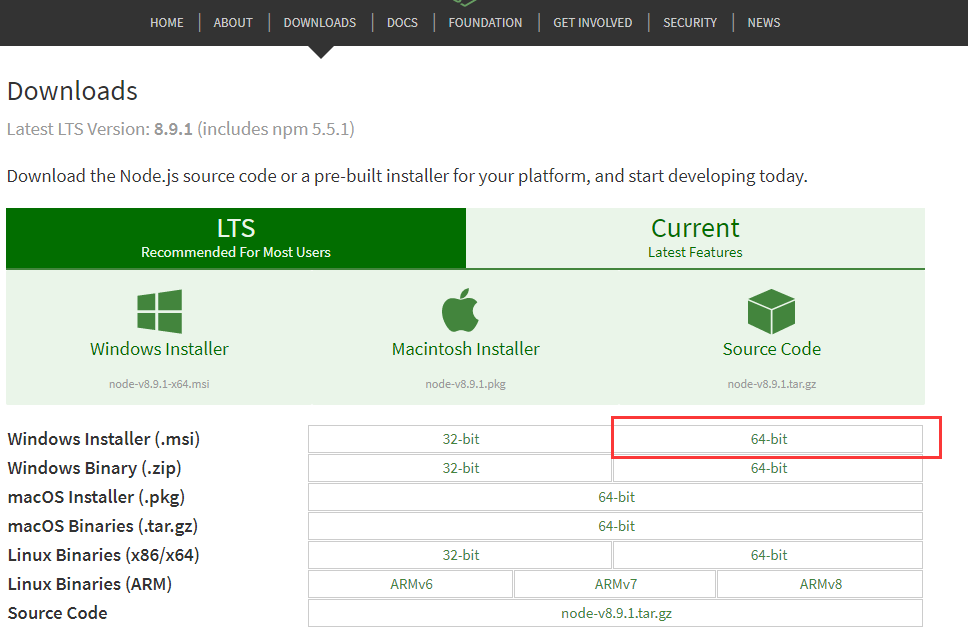 HOME ABOUT DOWNLOADS DOCS FOUNDATION GET INVOLVED SECURITY NEWS
Downloads
Latest LTS Version: 8.9.1 (includes npm 5.5.1)
Download the Node.js source code or a pre-built installer for your platform, and start developing today.
LTS Current
Recommended For Most Users Latest Features
Windows Installer Macintosh Installer Source Code
node-v8.9.1-x64.msi node-v8.9.1.pkg node-v8.9.1.tar.gz
Windows Installer (.msi) 32-bit 64-bit
Windows Binary (.zip) 32-bit 64-bit
macOS Installer (.pkg) 64-bit
macOS Binaries (.tar.gz) 64-bit
Linux Binaries (x86/x64) 32-bit 64-bit
Linux Binaries (ARM) ARMv6 ARMv7 ARMv8
Source Code node-v8.9.1.tar.gz